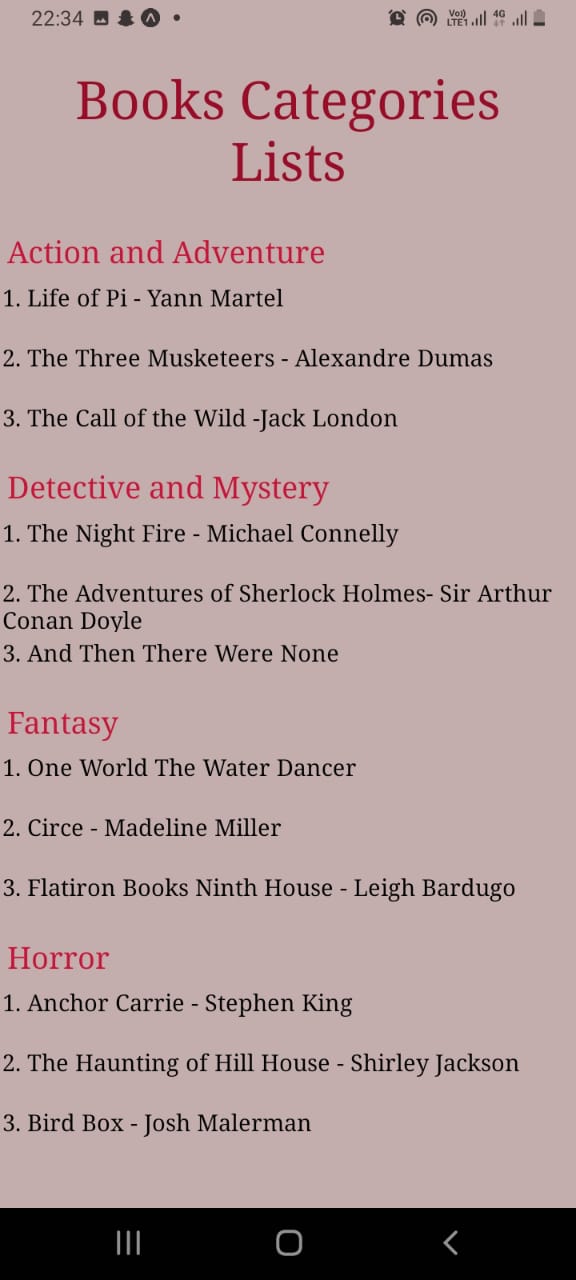 22:34
Vo)) LTE1 4G
Books Categories
Lists
Action and Adventure
1. Life of Pi - Yann Martel
2. The Three Musketeers - Alexandre Dumas
3. The Call of the Wild -Jack London
Detective and Mystery
1. The Night Fire - Michael Connelly
2. The Adventures of Sherlock Holmes- Sir Arthur
Conan Doyle
3. And Then There Were None
Fantasy
1. One World The Water Dancer
2. Circe - Madeline Miller
3. Flatiron Books Ninth House - Leigh Bardugo
Horror
1. Anchor Carrie - Stephen King
2. The Haunting of Hill House - Shirley Jackson
3. Bird Box - Josh Malerman